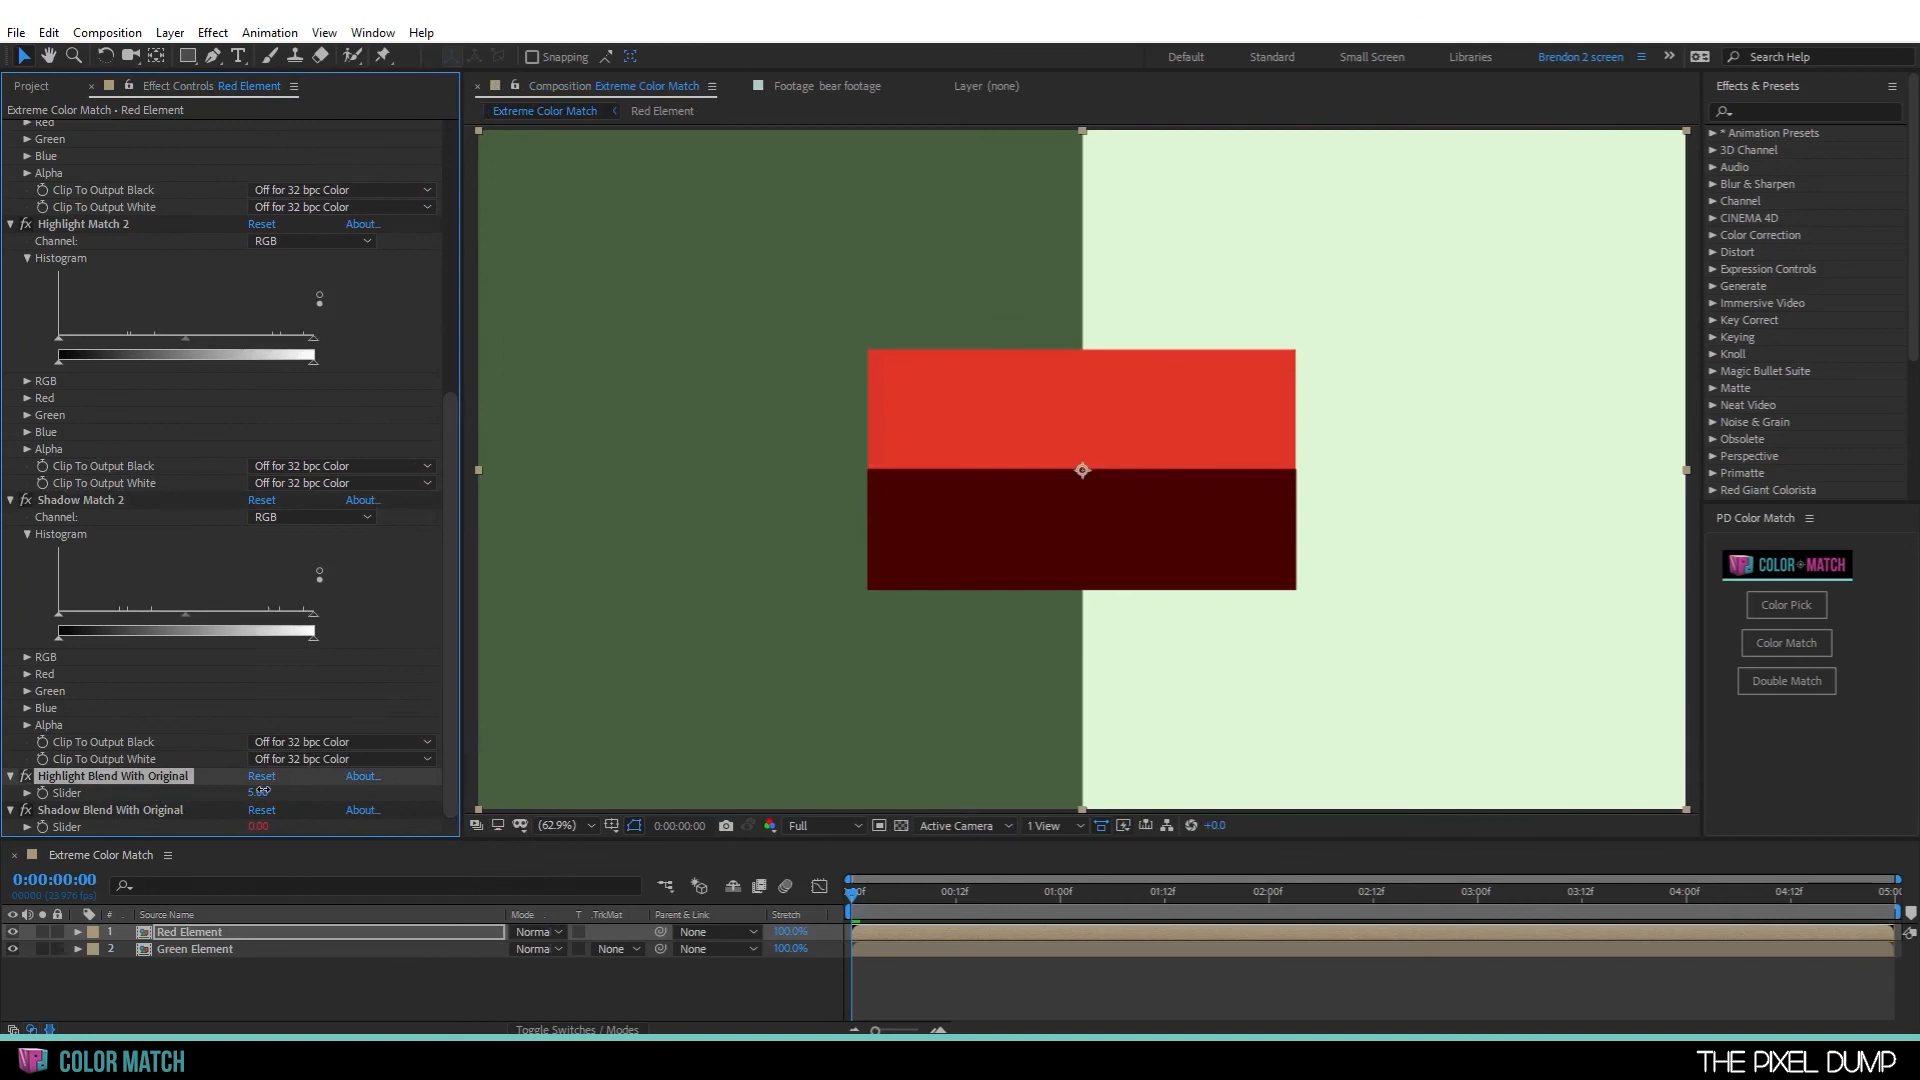 File Edit Composition Layer Effect Animation View Window Help
Snapping Default Standard Small Screen Libraries Brendon 2 screen Search Help
Project Effect Controls Red Element
Extreme Color Match • Red Element
Red
Green
Blue
Alpha
Clip To Output Black Off for 32 bpc Color
Clip To Output White Off for 32 bpc Color
fx Highlight Match 2 Reset About...
Channel: RGB
Histogram
RGB
Red
Green
Blue
Alpha
Clip To Output Black Off for 32 bpc Color
Clip To Output White Off for 32 bpc Color
fx Shadow Match 2 Reset About...
Channel: RGB
Histogram
RGB
Red
Green
Blue
Alpha
Clip To Output Black Off for 32 bpc Color
Clip To Output White Off for 32 bpc Color
fx Highlight Blend With Original Reset About...
Slider
fx Shadow Blend With Original Reset About...
Slider 0.00
Composition Extreme Color Match Footage bear footage Layer (none)
Extreme Color Match Red Element
(62.9%) 0:00:00:00 Full Active Camera 1 View +0.0
Effects & Presets
* Animation Presets
3D Channel
Audio
Blur & Sharpen
Channel
CINEMA 4D
Color Correction
Distort
Expression Controls
Generate
Immersive Video
Key Correct
Keying
Knoll
Magic Bullet Suite
Matte
Neat Video
Noise & Grain
Obsolete
Perspective
Primatte
Red Giant Colorista
PD Color Match
COLOR MATCH
Color Pick
Color Match
Double Match
Extreme Color Match
0:00:00:00
00000 (23.976 fps)
:00f 00:12f 01:00f 01:12f 02:00f 02:12f 03:00f 03:12f 04:00f 04:12f 05:0
# Source Name Mode T .TrkMat Parent & Link Stretch
1 Red Element Norma None 100.0%
2 Green Element Norma None None 100.0%
Toggle Switches / Modes
COLOR MATCH
THE PIXEL DUMP